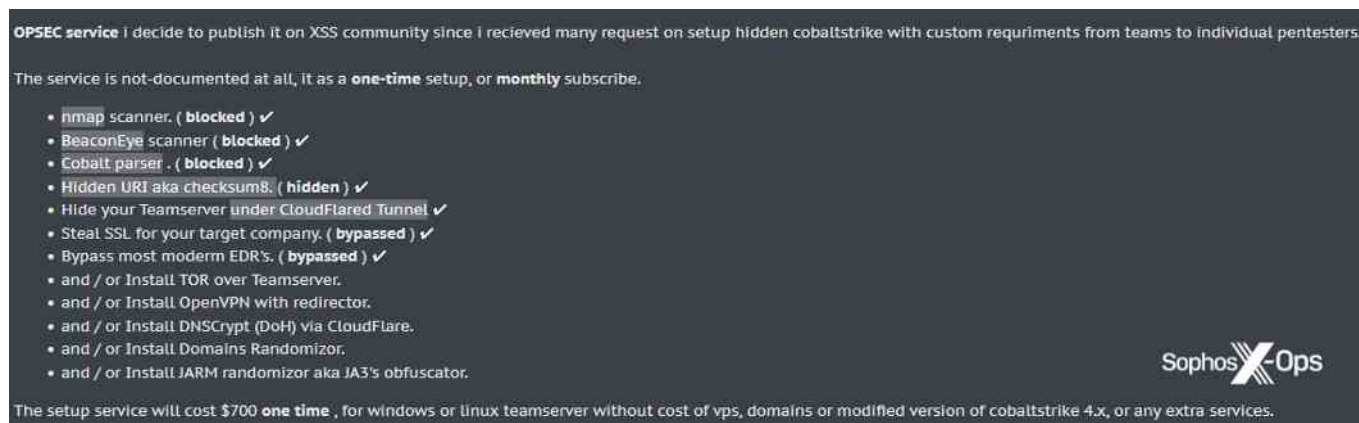 OPSEC service i decide to publish it on XSS community since i recieved many request on setup hidden cobaltstrike with custom requriments from teams to individual pentesters.
The service is not-documented at all, it as a one-time setup, or monthly subscribe.
• nmap scanner. ( blocked ) ✓
• BeaconEye scanner ( blocked ) ✓
• Cobalt parser . ( blocked ) ✓
• Hidden URI aka checksum8. ( hidden ) ✓
• Hide your Teamserver under CloudFlared Tunnel ✓
• Steal SSL for your target company. ( bypassed ) ✓
• Bypass most moderm EDR's. ( bypassed ) ✓
• and / or Install TOR over Teamserver.
• and / or Install OpenVPN with redirector.
• and / or Install DNSCrypt (DoH) via CloudFlare.
• and / or Install Domains Randomizor.
• and / or Install JARM randomizor aka JA3's obfuscator.
Sophos X-Ops
The setup service will cost $700 one time , for windows or linux teamserver without cost of vps, domains or modified version of cobaltstrike 4.x, or any extra services.